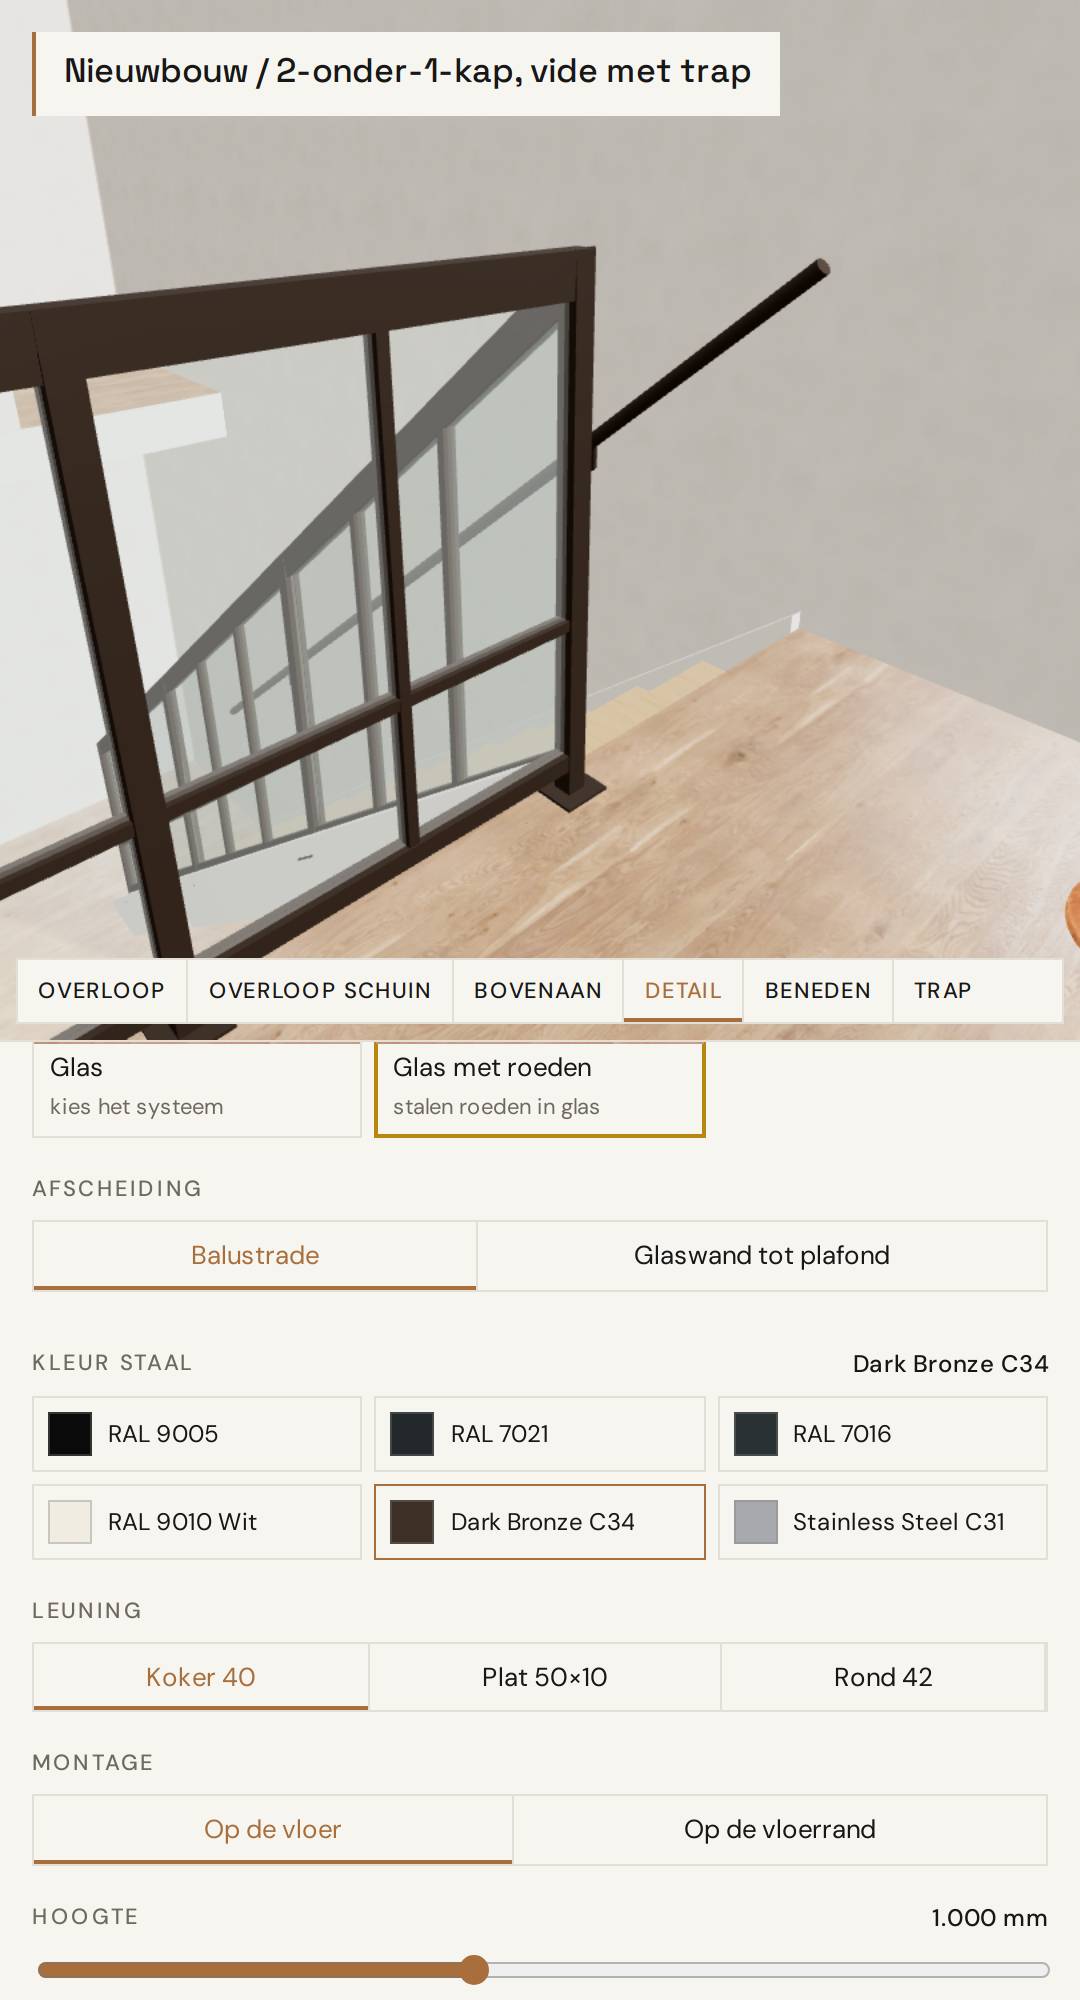 Nieuwbouw / 2-onder-1-kap, vide met trap
OVERLOOP OVERLOOP SCHUIN BOVENAAN DETAIL BENEDEN TRAP
Glas Glas met roeden
kies het systeem stalen roeden in glas
AFSCHEIDING
Balustrade Glaswand tot plafond
KLEUR STAAL Dark Bronze C34
RAL 9005 RAL 7021 RAL 7016
RAL 9010 Wit Dark Bronze C34 Stainless Steel C31
LEUNING
Koker 40 Plat 50×10 Rond 42
MONTAGE
Op de vloer Op de vloerrand
HOOGTE 1.000 mm